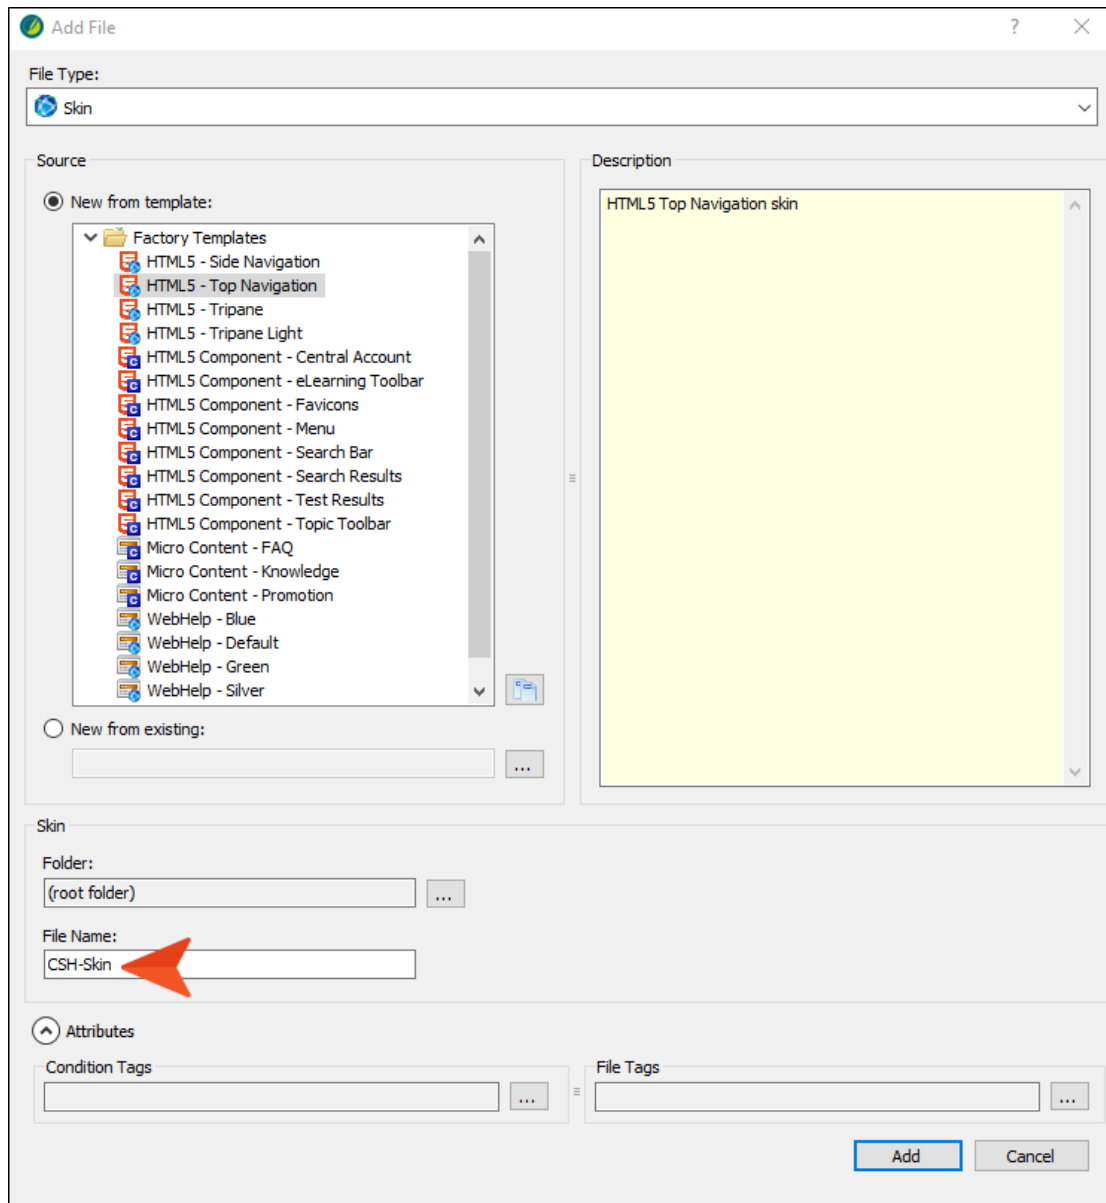 Add File
File Type:
Skin
Source
New from template:
Factory Templates
HTML5 - Side Navigation
HTML5 - Top Navigation
HTML5 - Tripane
HTML5 - Tripane Light
HTML5 Component - Central Account
HTML5 Component - eLearning Toolbar
HTML5 Component - Favicons
HTML5 Component - Menu
HTML5 Component - Search Bar
HTML5 Component - Search Results
HTML5 Component - Test Results
HTML5 Component - Topic Toolbar
Micro Content - FAQ
Micro Content - Knowledge
Micro Content - Promotion
WebHelp - Blue
WebHelp - Default
WebHelp - Green
WebHelp - Silver
New from existing:
...
Description
HTML5 Top Navigation skin
Skin
Folder:
(root folder)
...
File Name:
CSH-Skin
Attributes
Condition Tags
...
File Tags
...
Add
Cancel